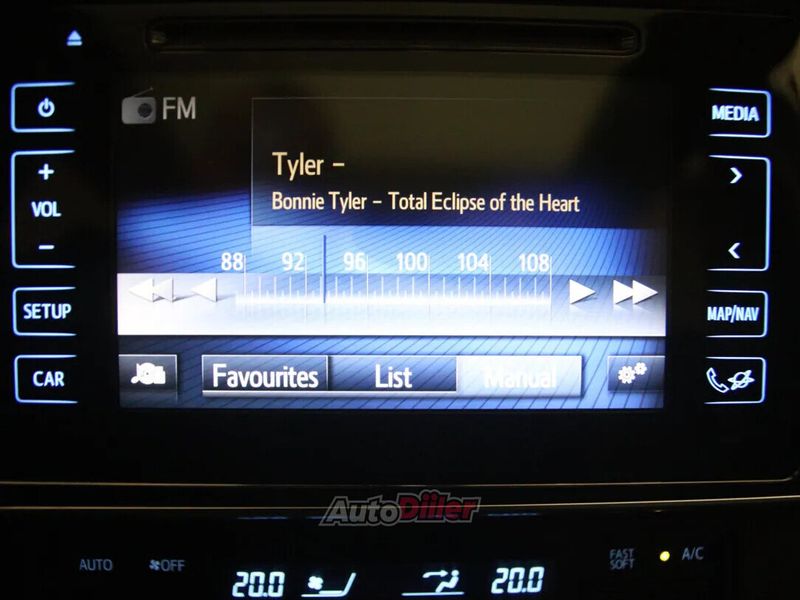 FM
MEDIA
Tyler –
Bonnie Tyler – Total Eclipse of the Heart
+
VOL
–
88 92 96 100 104 108
SETUP
MAP/NAV
CAR
Favourites List Manual
AutoDiiler
AUTO OFF
FAST
SOFT
A/C
20.0 20.0